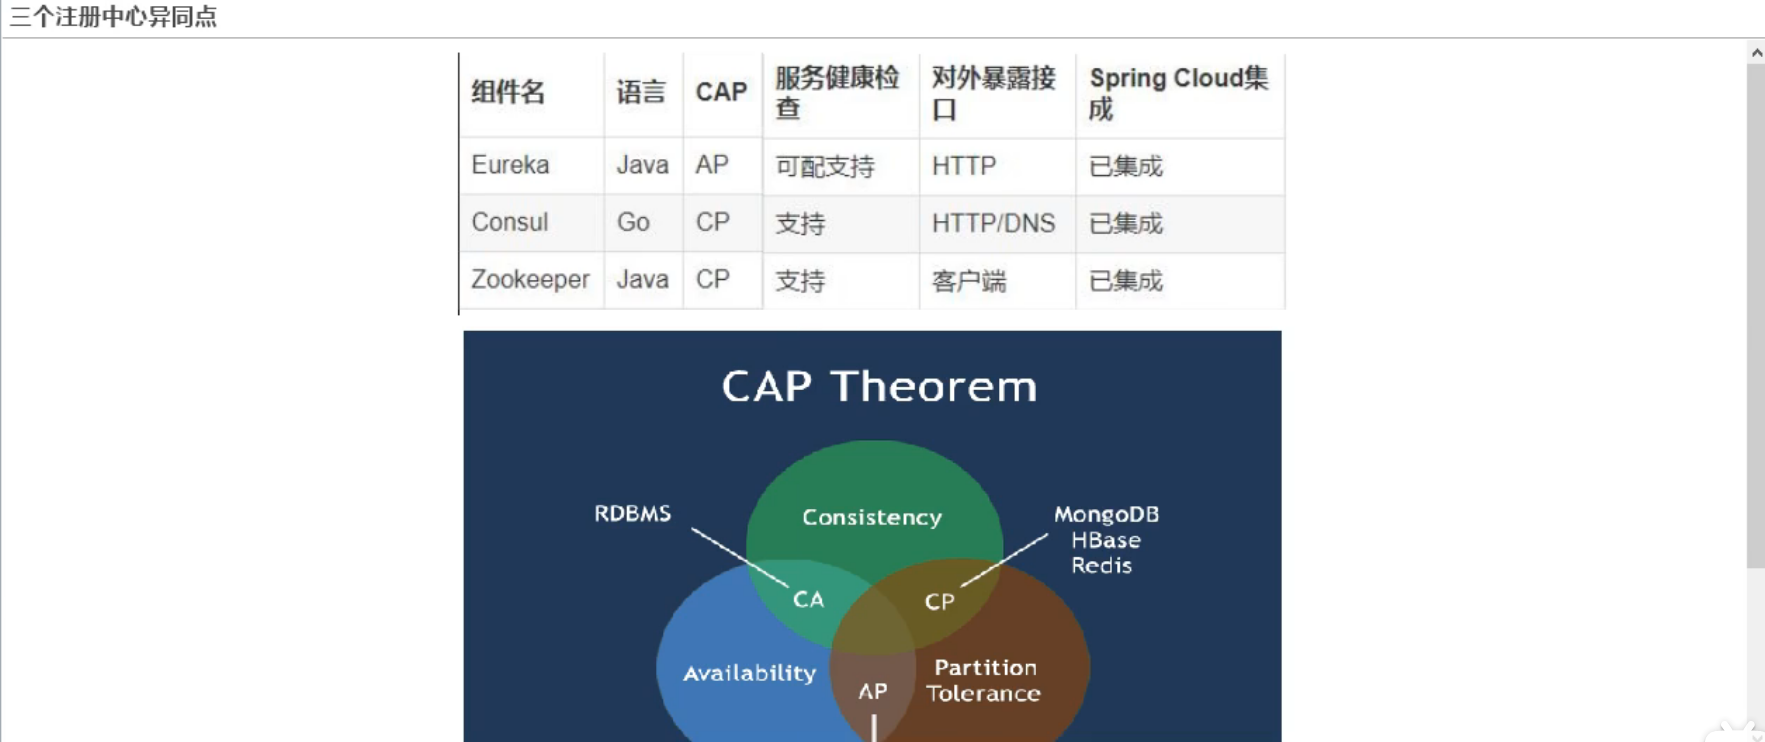 三个注册中心异同点
组件名 语言 CAP 服务健康检查 对外暴露接口 Spring Cloud集成
Eureka Java AP 可配支持 HTTP 已集成
Consul Go CP 支持 HTTP/DNS 已集成
Zookeeper Java CP 支持 客户端 已集成
CAP Theorem
RDBMS
Consistency
MongoDB
HBase
Redis
CA
CP
Availability
Partition
Tolerance
AP